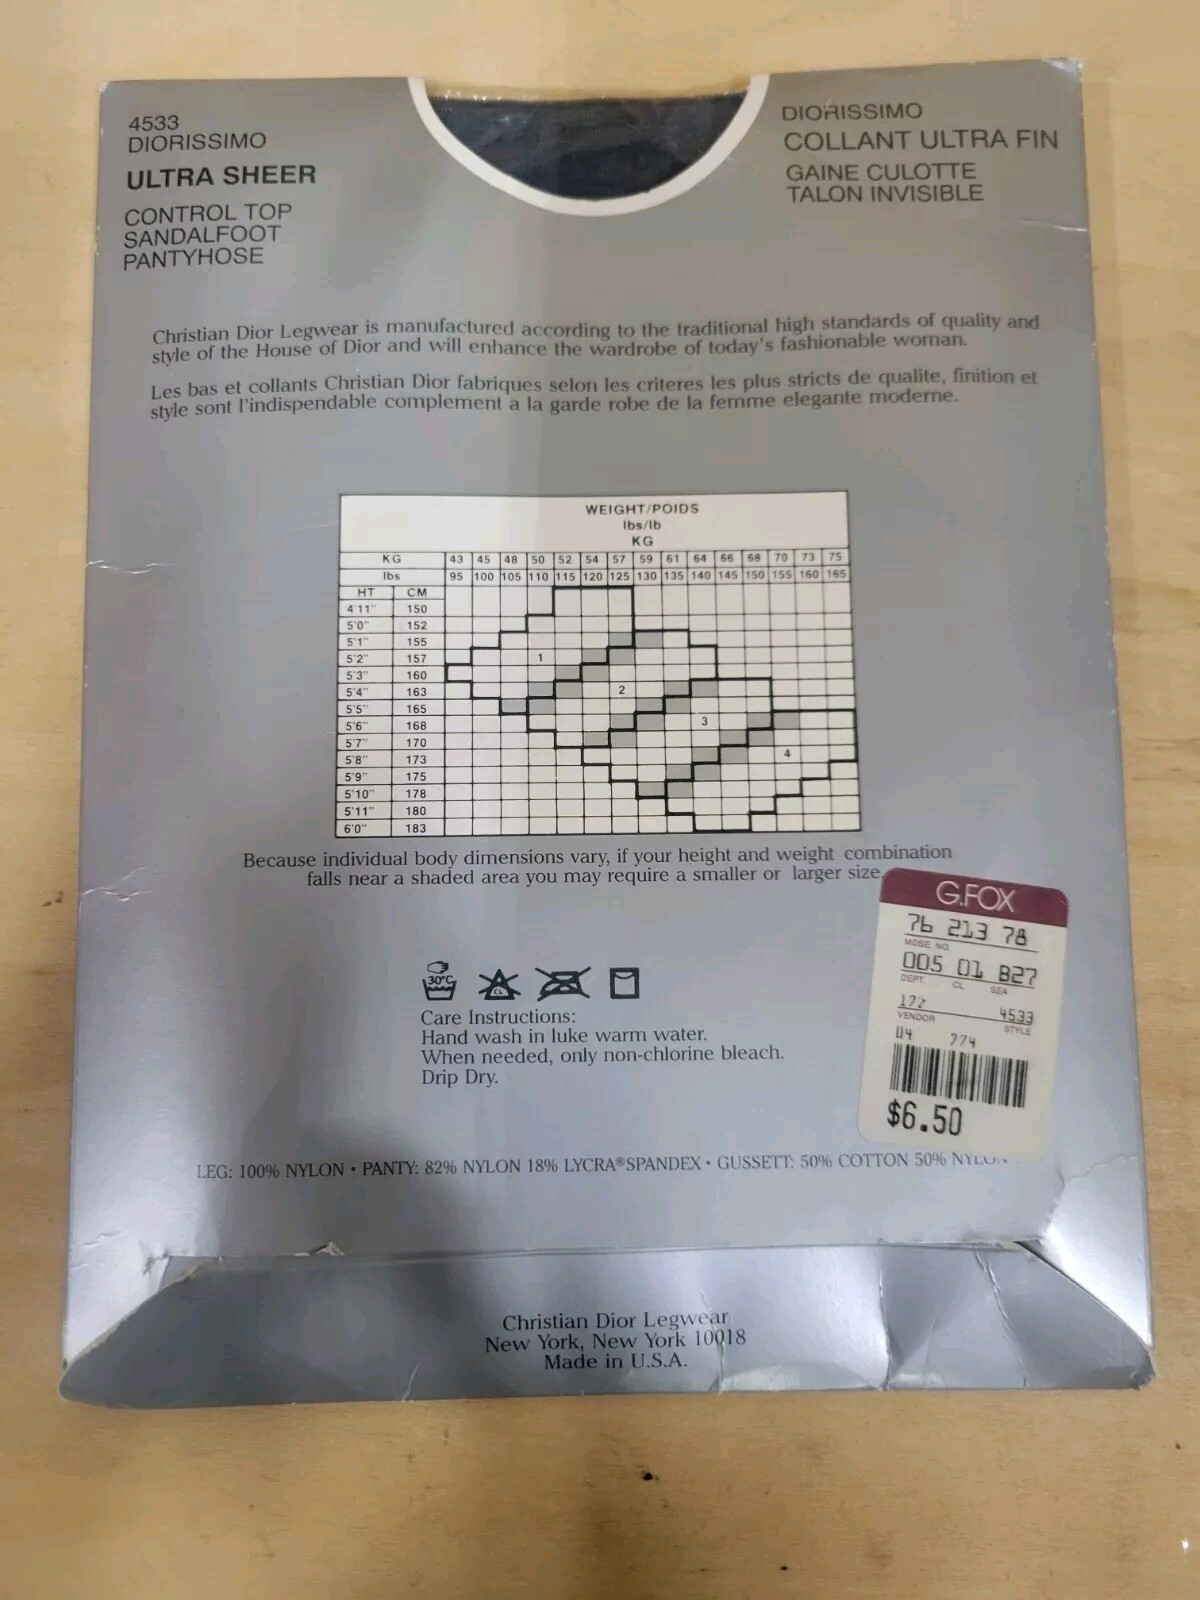 4533
DIORISSIMO
ULTRA SHEER
CONTROL TOP
SANDALFOOT
PANTYHOSE
DIORISSIMO
COLLANT ULTRA FIN
GAINE CULOTTE
TALON INVISIBLE
Christian Dior Legwear is manufactured according to the traditional high standards of quality and
style of the House of Dior and will enhance the wardrobe of today's fashionable woman.
Les bas et collants Christian Dior fabriques selon les criteres les plus stricts de qualite, finition et
style sont l'indispendable complement a la garde robe de la femme elegante moderne.
WEIGHT/POIDS
lbs/lb
KG
KG 43 45 48 50 52 54 57 59 61 64 66 68 70 73 75
lbs 95 100 105 110 115 120 125 130 135 140 145 150 155 160 165
HT CM
4'11" 150
5'0" 152
5'1" 155
5'2" 157 1
5'3" 160
5'4" 163 2
5'5" 165
5'6" 168 3
5'7" 170
5'8" 173 4
5'9" 175
5'10" 178
5'11" 180
6'0" 183
Because individual body dimensions vary, if your height and weight combination
falls near a shaded area you may require a smaller or larger size.
G.FOX
76 213 78
MDSE. NO.
005 01 B27
DEPT. CL SEA
172 4533
VENDOR STYLE
04 774
$6.50
30°C
CL
Care Instructions:
Hand wash in luke warm water.
When needed, only non-chlorine bleach.
Drip Dry.
LEG: 100% NYLON • PANTY: 82% NYLON 18% LYCRA® SPANDEX • GUSSETT: 50% COTTON 50% NYLON
Christian Dior Legwear
New York, New York 10018
Made in U.S.A.